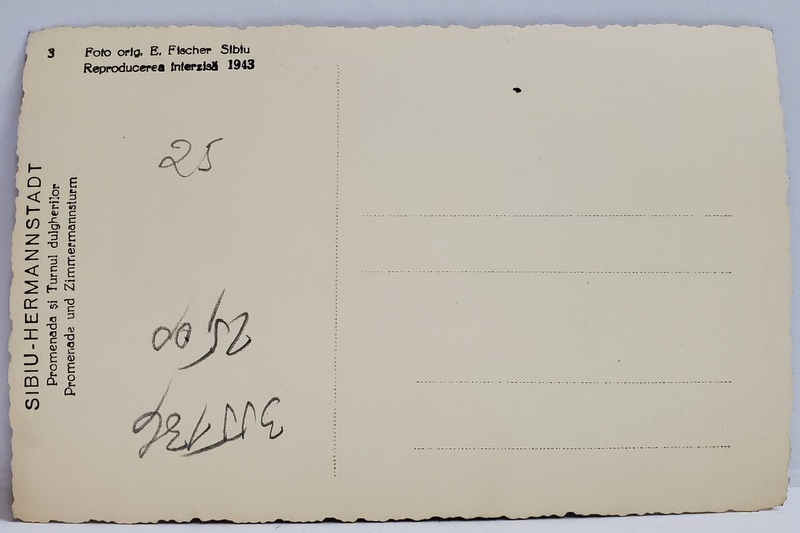 3
Foto orig. E. Fischer Sibiu
Reproducerea interzisă 1943
SIBIU-HERMANNSTADT
Promenada și Turnul dulgherilor
Promenade und Zimmermannsturm
25